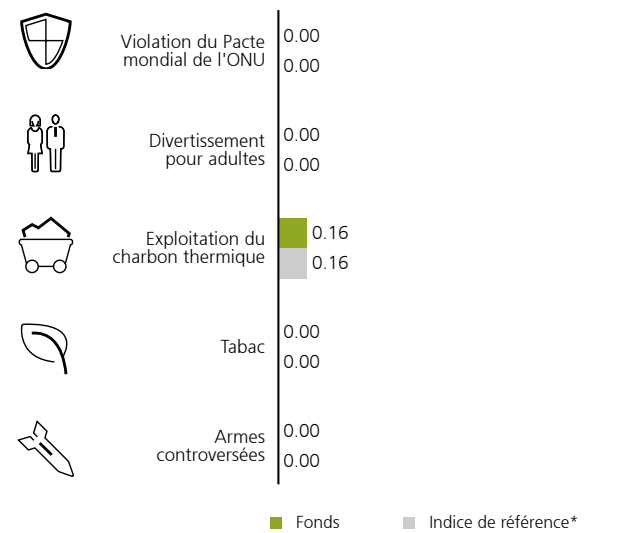 Violation du Pacte
mondial de l'ONU
0.00
0.00
Divertissement
pour adultes
0.00
0.00
Exploitation du
charbon thermique
0.16
0.16
Tabac
0.00
0.00
Armes
controversées
0.00
0.00
Fonds
Indice de référence*